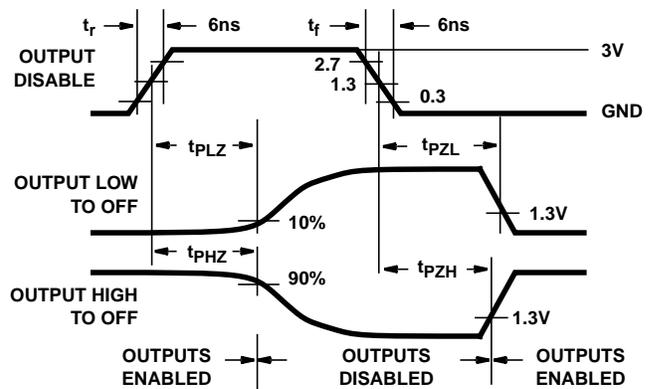 tr 6ns tf 6ns
OUTPUT
DISABLE
3V
2.7
1.3
0.3
GND
tPLZ tPZL
OUTPUT LOW
TO OFF
10%
1.3V
tPHZ tPZH
90%
OUTPUT HIGH
TO OFF
1.3V
OUTPUTS
ENABLED
OUTPUTS
DISABLED
OUTPUTS
ENABLED